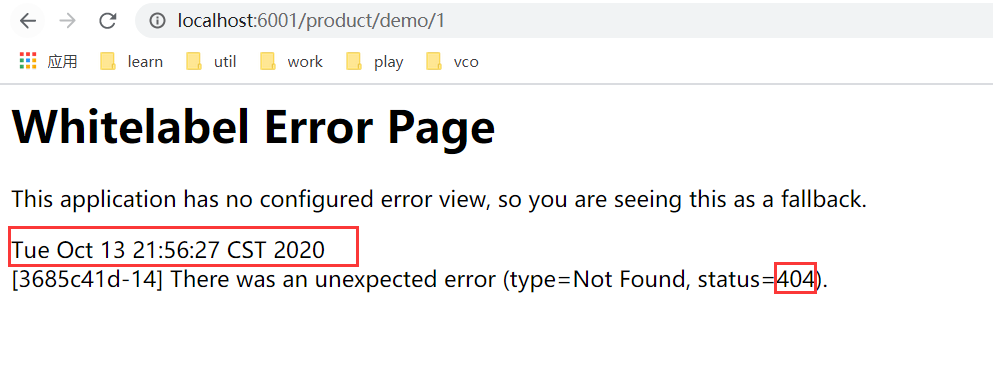 localhost:6001/product/demo/1
应用 learn util work play vco
Whitelabel Error Page
This application has no configured error view, so you are seeing this as a fallback.
Tue Oct 13 21:56:27 CST 2020
[3685c41d-14] There was an unexpected error (type=Not Found, status=404).